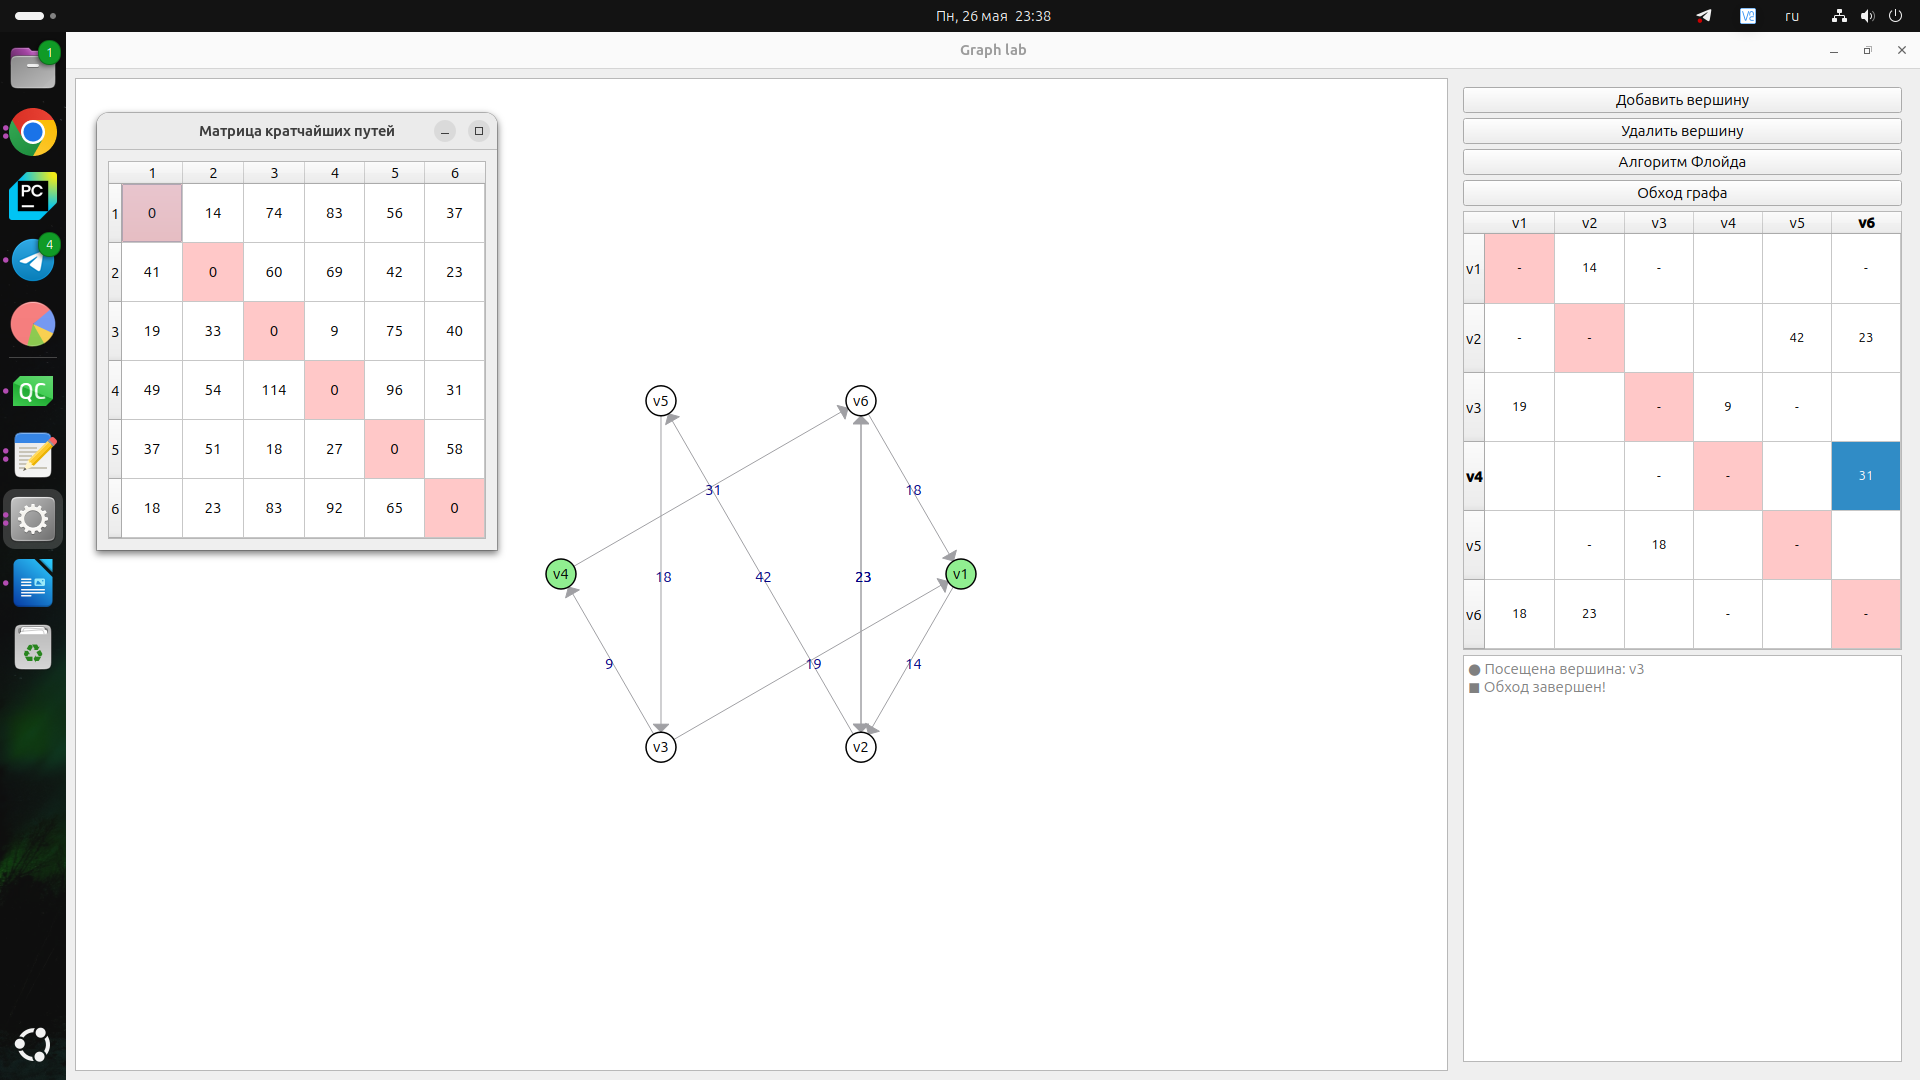 Пн, 26 мая 23:38
ru
Graph lab
1
PC
4
QC
Матрица кратчайших путей
1 2 3 4 5 6
1 0 14 74 83 56 37
2 41 0 60 69 42 23
3 19 33 0 9 75 40
4 49 54 114 0 96 31
5 37 51 18 27 0 58
6 18 23 83 92 65 0
v5 v6
31 18
v4 18 42 23 v1
9 19 14
v3 v2
Добавить вершину
Удалить вершину
Алгоритм Флойда
Обход графа
v1 v2 v3 v4 v5 v6
v1 - 14 - -
v2 - - 42 23
v3 19 - 9 -
v4 - - 31
v5 - 18 -
v6 18 23 - -
Посещена вершина: v3
Обход завершен!